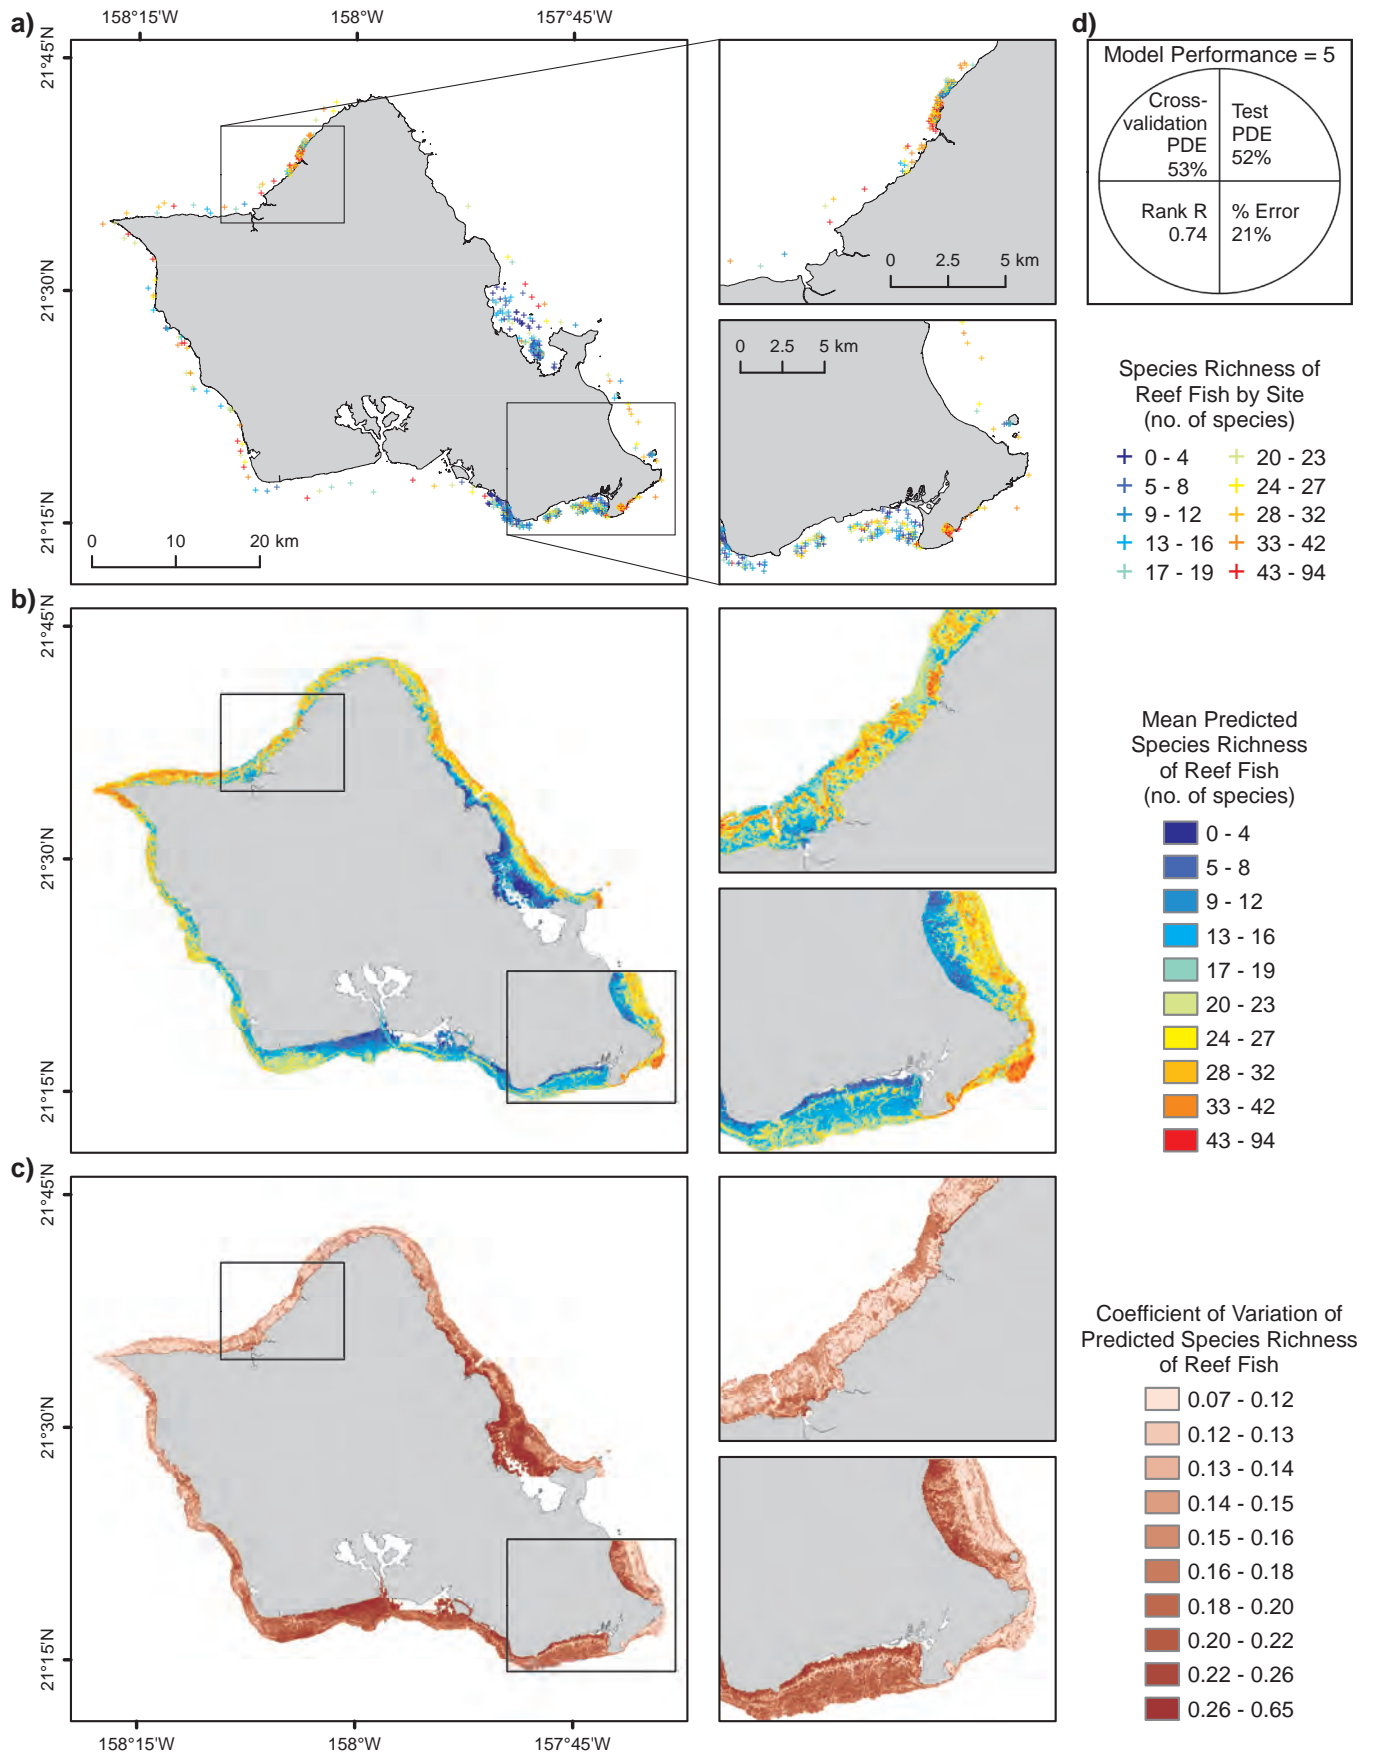 a)
158°15'W
158°W
157°45'W
21°45'N
21°30'N
21°15'N
0 10 20 km
0 2.5 5 km
0 2.5 5 km
d)
Model Performance = 5
Cross-
validation
PDE
53%
Test
PDE
52%
Rank R
0.74
% Error
21%
Species Richness of
Reef Fish by Site
(no. of species)
0 - 4
5 - 8
9 - 12
13 - 16
17 - 19
20 - 23
24 - 27
28 - 32
33 - 42
43 - 94
b)
21°45'N
21°30'N
21°15'N
Mean Predicted
Species Richness
of Reef Fish
(no. of species)
0 - 4
5 - 8
9 - 12
13 - 16
17 - 19
20 - 23
24 - 27
28 - 32
33 - 42
43 - 94
c)
21°45'N
21°30'N
21°15'N
158°15'W
158°W
157°45'W
Coefficient of Variation of
Predicted Species Richness
of Reef Fish
0.07 - 0.12
0.12 - 0.13
0.13 - 0.14
0.14 - 0.15
0.15 - 0.16
0.16 - 0.18
0.18 - 0.20
0.20 - 0.22
0.22 - 0.26
0.26 - 0.65